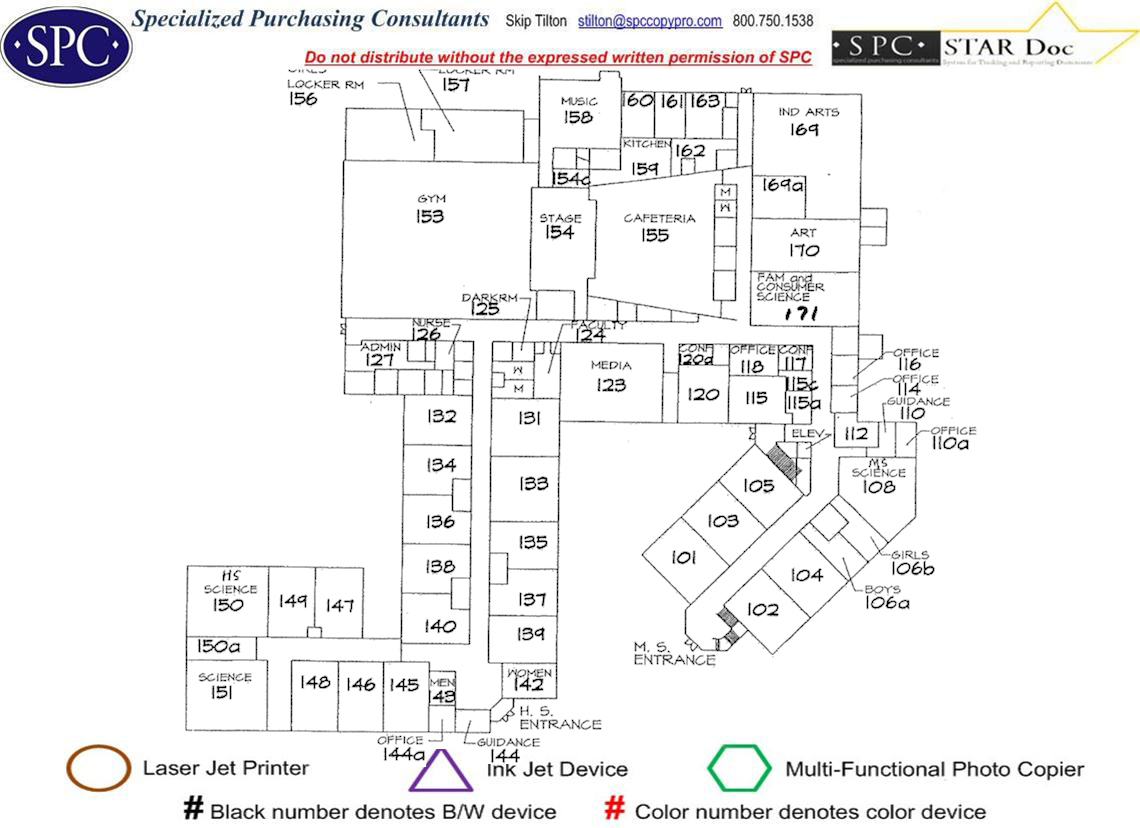 SPC
Specialized Purchasing Consultants Skip Tilton stilton@spccopypro.com 800.750.1538
Do not distribute without the expressed written permission of SPC
SPC STAR Doc
specialized purchasing consultants System for Tracking and Reporting Documents
GIRLS
LOCKER RM
156
LOCKER RM
157
MUSIC
158
160
161
163
IND ARTS
169
KITCHEN
159
162
154c
169a
M
W
GYM
153
STAGE
154
CAFETERIA
155
ART
170
FAM and
CONSUMER
SCIENCE
171
DARKRM
125
NURSE
126
FACULTY
124
ADMIN
127
W
M
MEDIA
123
CONF
120a
OFFICE
118
CONF
117
115c
115a
120
115
OFFICE
116
OFFICE
114
GUIDANCE
110
OFFICE
110a
132
131
ELEV
112
134
133
105
MS
SCIENCE
108
136
103
135
101
138
104
GIRLS
106b
HS
SCIENCE
150
149
147
137
102
BOYS
106a
140
139
150a
M. S.
ENTRANCE
SCIENCE
151
148
146
145
MEN
143
WOMEN
142
H. S.
ENTRANCE
OFFICE
144a
GUIDANCE
144
Laser Jet Printer
Ink Jet Device
Multi-Functional Photo Copier
# Black number denotes B/W device
# Color number denotes color device